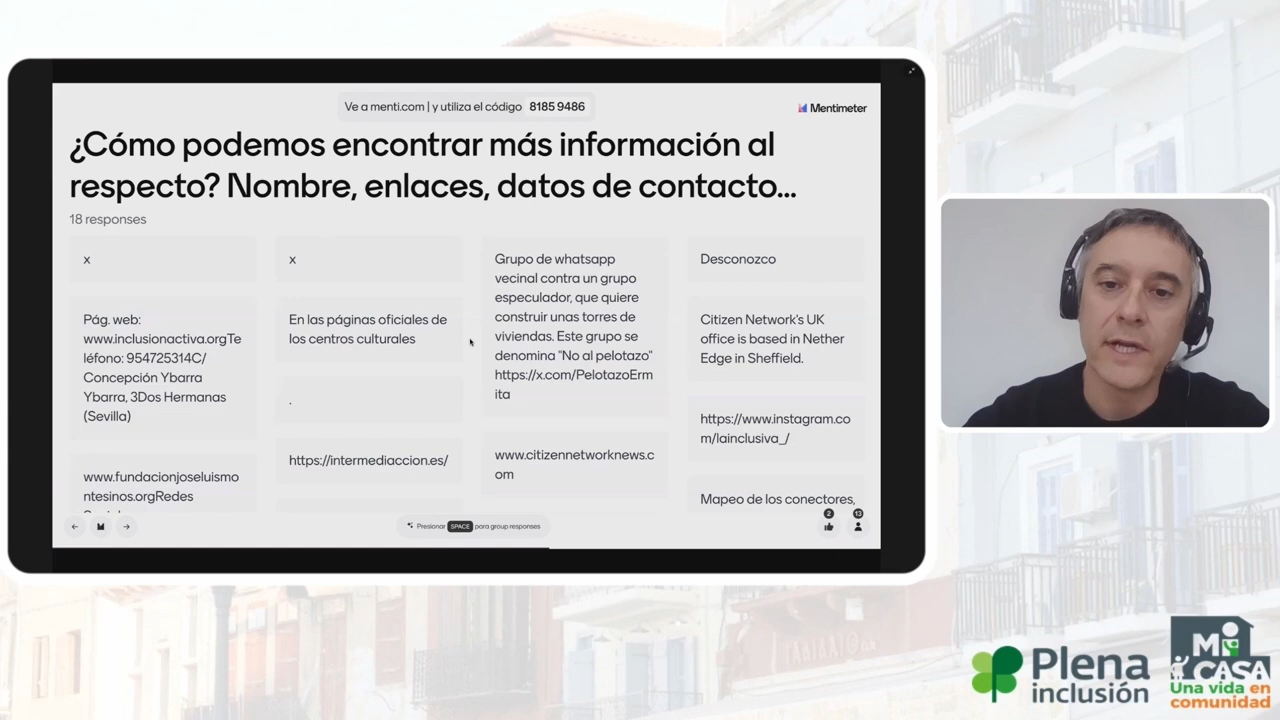 Ve a menti.com | y utiliza el código 8185 9486
Mentimeter
¿Cómo podemos encontrar más información al
respecto? Nombre, enlaces, datos de contacto...
18 responses
x
Pág. web:
www.inclusionactiva.orgTe
léfono: 954725314C/
Concepción Ybarra
Ybarra, 3Dos Hermanas
(Sevilla)
www.fundacionjoseluismo
ntesinos.orgRedes
x
En las páginas oficiales de
los centros culturales
.
https://intermediaccion.es/
Grupo de whatsapp
vecinal contra un grupo
especulador, que quiere
construir unas torres de
viviendas. Este grupo se
denomina "No al pelotazo"
https://x.com/PelotazoErm
ita
www.citizennetworknews.c
om
Desconozco
Citizen Network's UK
office is based in Nether
Edge in Sheffield.
https://www.instagram.co
m/lainclusiva_/
Mapeo de los conectores,
Presionar SPACE para group responses
2
13
Plena
inclusión
Mi
CASA
Una vida en
comunidad